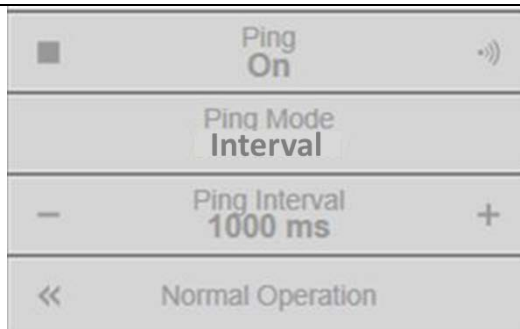 Ping
On
Ping Mode
Interval
− Ping Interval +
1000 ms
« Normal Operation